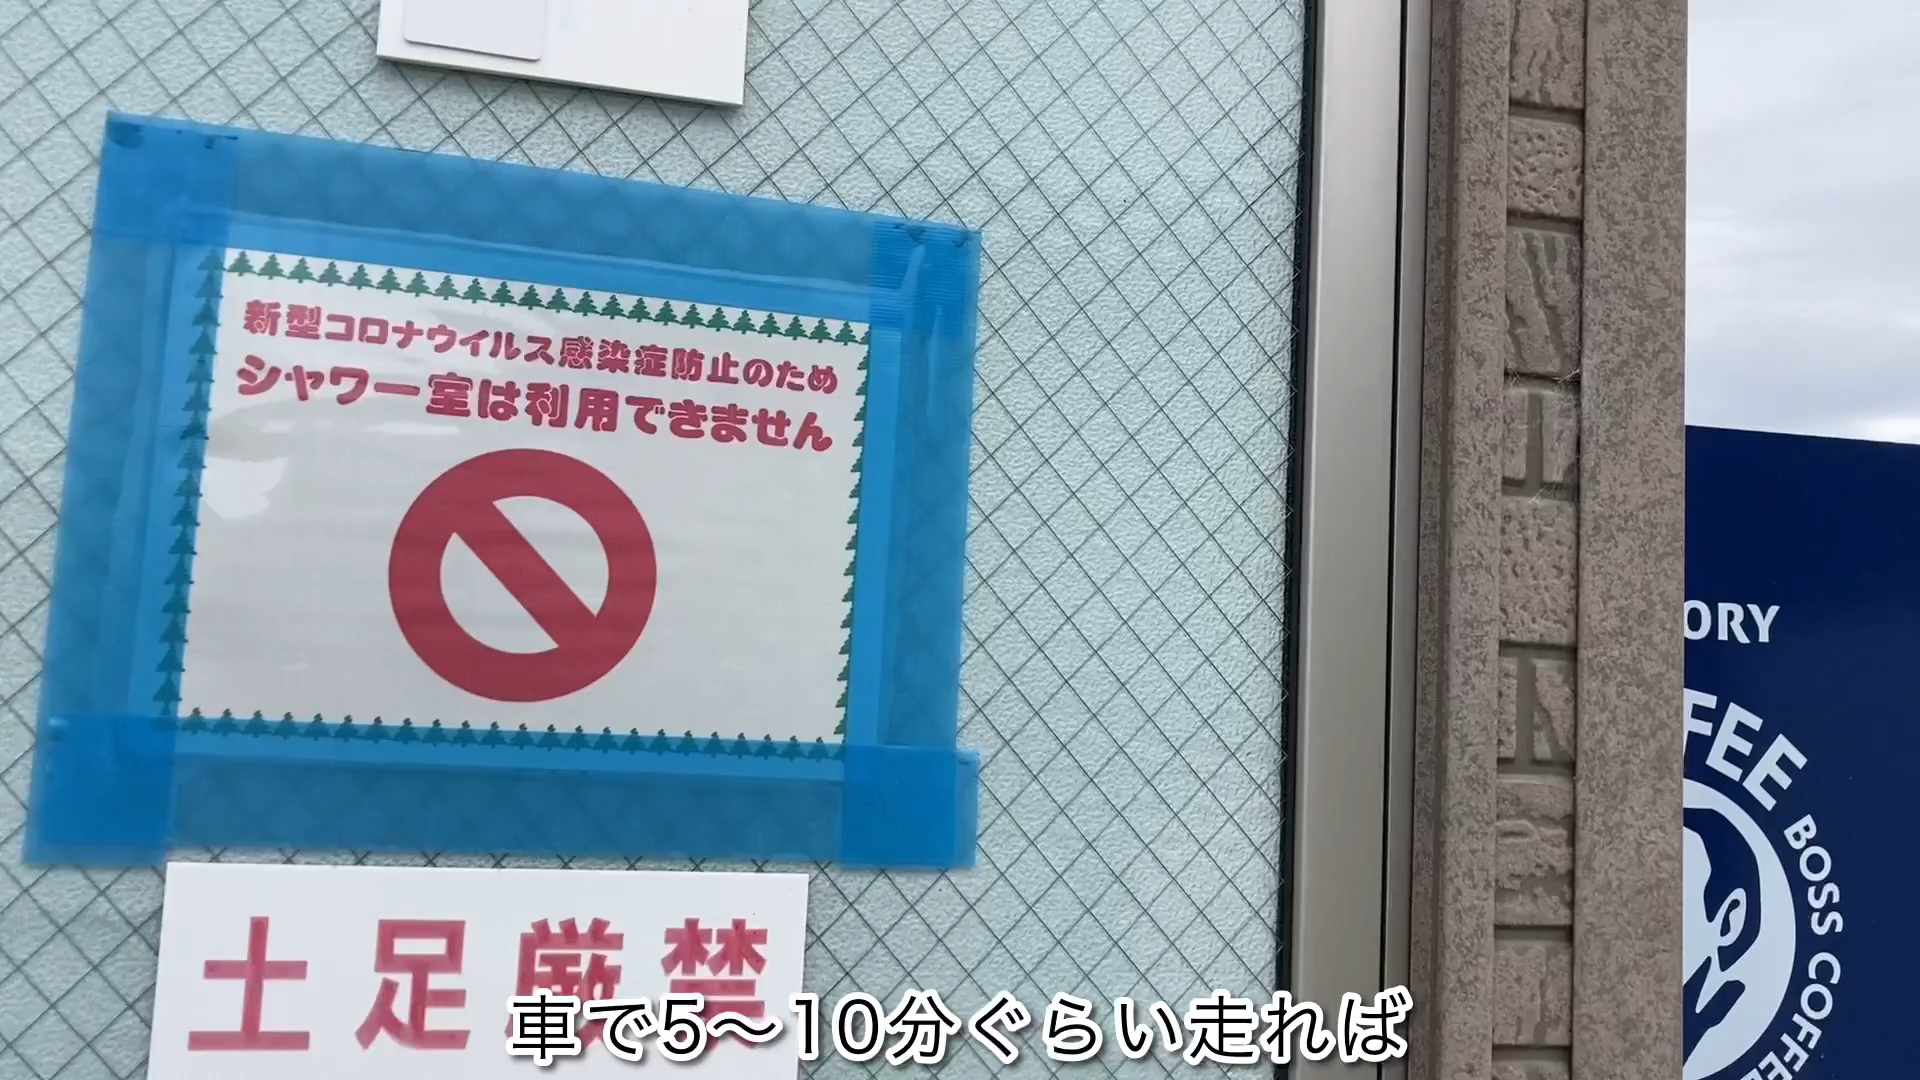 新型コロナウイルス感染症防止のため
シャワー室は利用できません
土足厳禁
車で5〜10分ぐらい走れば
ORY
FEE
BOSS COFFEE